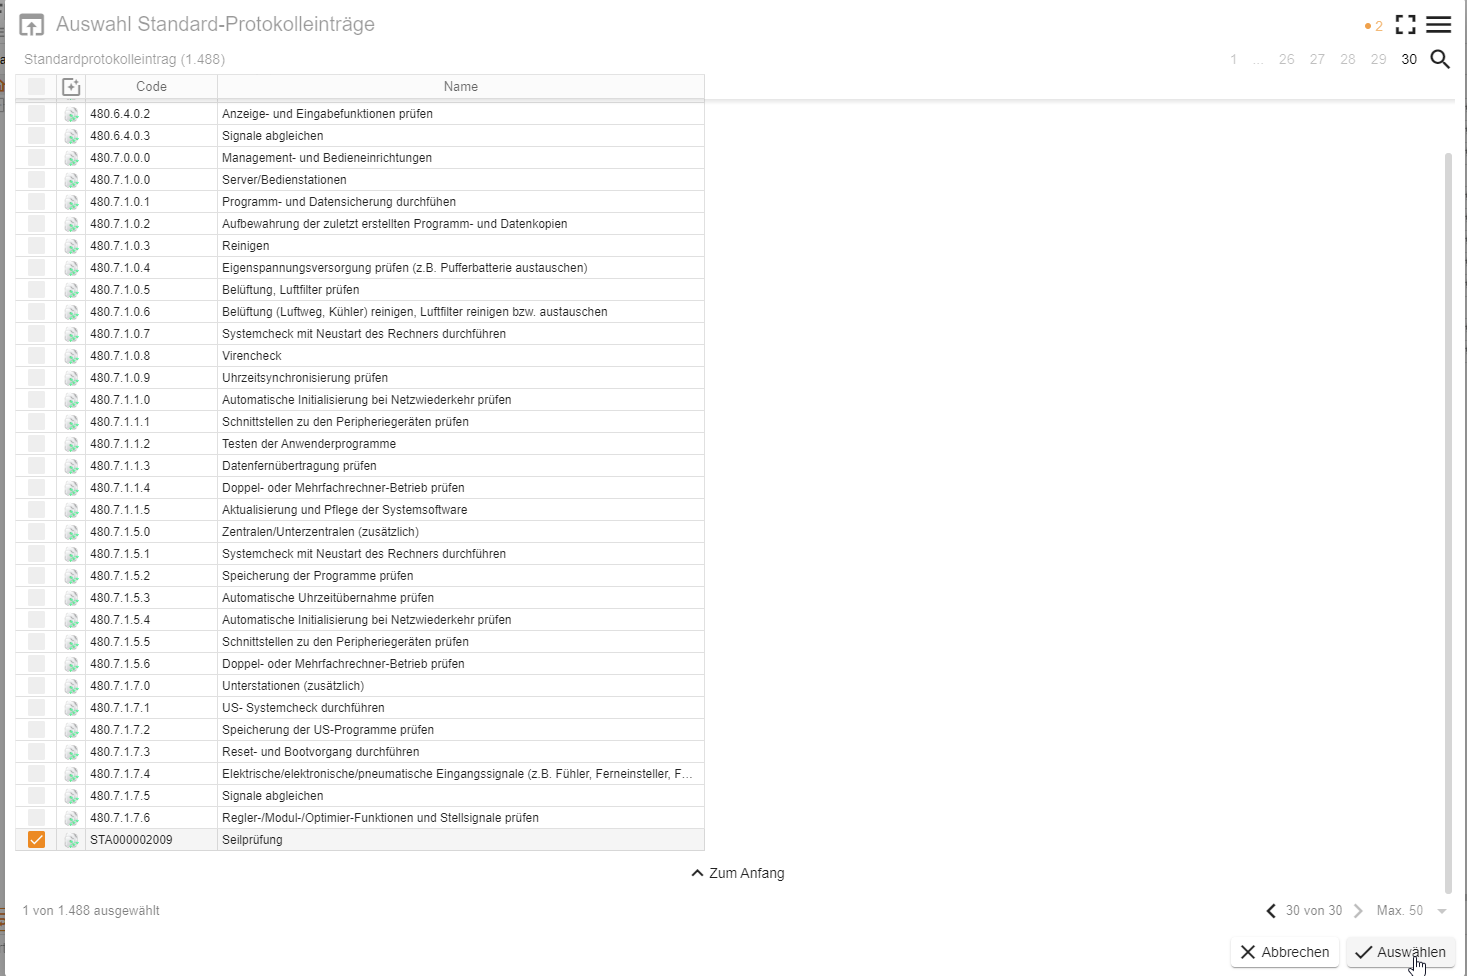 Auswahl Standard-Protokolleinträge
2
Standardprotokolleintrag (1.488)
1 ... 26 27 28 29 30
Code Name
480.6.4.0.2 Anzeige- und Eingabefunktionen prüfen
480.6.4.0.3 Signale abgleichen
480.7.0.0.0 Management- und Bedieneinrichtungen
480.7.1.0.0 Server/Bedienstationen
480.7.1.0.1 Programm- und Datensicherung durchfühen
480.7.1.0.2 Aufbewahrung der zuletzt erstellten Programm- und Datenkopien
480.7.1.0.3 Reinigen
480.7.1.0.4 Eigenspannungsversorgung prüfen (z.B. Pufferbatterie austauschen)
480.7.1.0.5 Belüftung, Luftfilter prüfen
480.7.1.0.6 Belüftung (Luftweg, Kühler) reinigen, Luftfilter reinigen bzw. austauschen
480.7.1.0.7 Systemcheck mit Neustart des Rechners durchführen
480.7.1.0.8 Virencheck
480.7.1.0.9 Uhrzeitsynchronisierung prüfen
480.7.1.1.0 Automatische Initialisierung bei Netzwiederkehr prüfen
480.7.1.1.1 Schnittstellen zu den Peripheriegeräten prüfen
480.7.1.1.2 Testen der Anwenderprogramme
480.7.1.1.3 Datenfernübertragung prüfen
480.7.1.1.4 Doppel- oder Mehrfachrechner-Betrieb prüfen
480.7.1.1.5 Aktualisierung und Pflege der Systemsoftware
480.7.1.5.0 Zentralen/Unterzentralen (zusätzlich)
480.7.1.5.1 Systemcheck mit Neustart des Rechners durchführen
480.7.1.5.2 Speicherung der Programme prüfen
480.7.1.5.3 Automatische Uhrzeitübernahme prüfen
480.7.1.5.4 Automatische Initialisierung bei Netzwiederkehr prüfen
480.7.1.5.5 Schnittstellen zu den Peripheriegeräten prüfen
480.7.1.5.6 Doppel- oder Mehrfachrechner-Betrieb prüfen
480.7.1.7.0 Unterstationen (zusätzlich)
480.7.1.7.1 US- Systemcheck durchführen
480.7.1.7.2 Speicherung der US-Programme prüfen
480.7.1.7.3 Reset- und Bootvorgang durchführen
480.7.1.7.4 Elektrische/elektronische/pneumatische Eingangssignale (z.B. Fühler, Ferneinsteller, F...
480.7.1.7.5 Signale abgleichen
480.7.1.7.6 Regler-/Modul-/Optimier-Funktionen und Stellsignale prüfen
STA000002009 Seilprüfung
Zum Anfang
1 von 1.488 ausgewählt
30 von 30 Max. 50
Abbrechen Auswählen